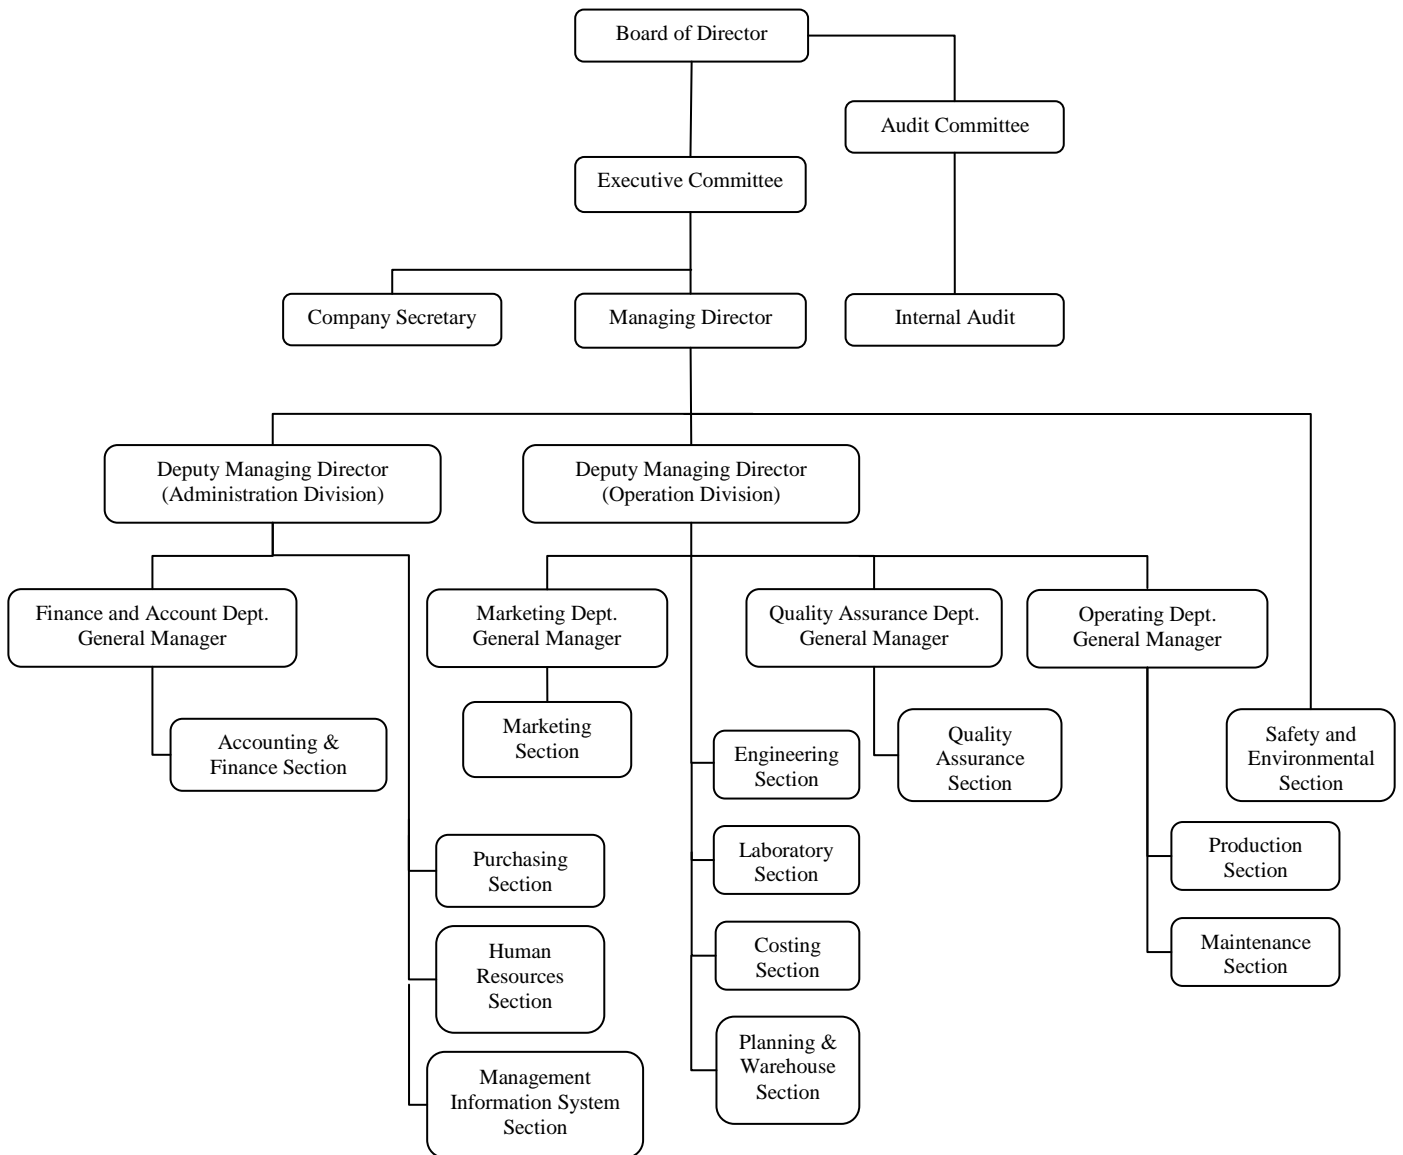 Board of Director
Audit Committee
Executive Committee
Company Secretary
Managing Director
Internal Audit
Deputy Managing Director
(Administration Division)
Deputy Managing Director
(Operation Division)
Finance and Account Dept.
General Manager
Marketing Dept.
General Manager
Quality Assurance Dept.
General Manager
Operating Dept.
General Manager
Accounting &
Finance Section
Marketing
Section
Engineering
Section
Quality
Assurance
Section
Safety and
Environmental
Section
Purchasing
Section
Laboratory
Section
Production
Section
Human
Resources
Section
Costing
Section
Maintenance
Section
Management
Information System
Section
Planning &
Warehouse
Section